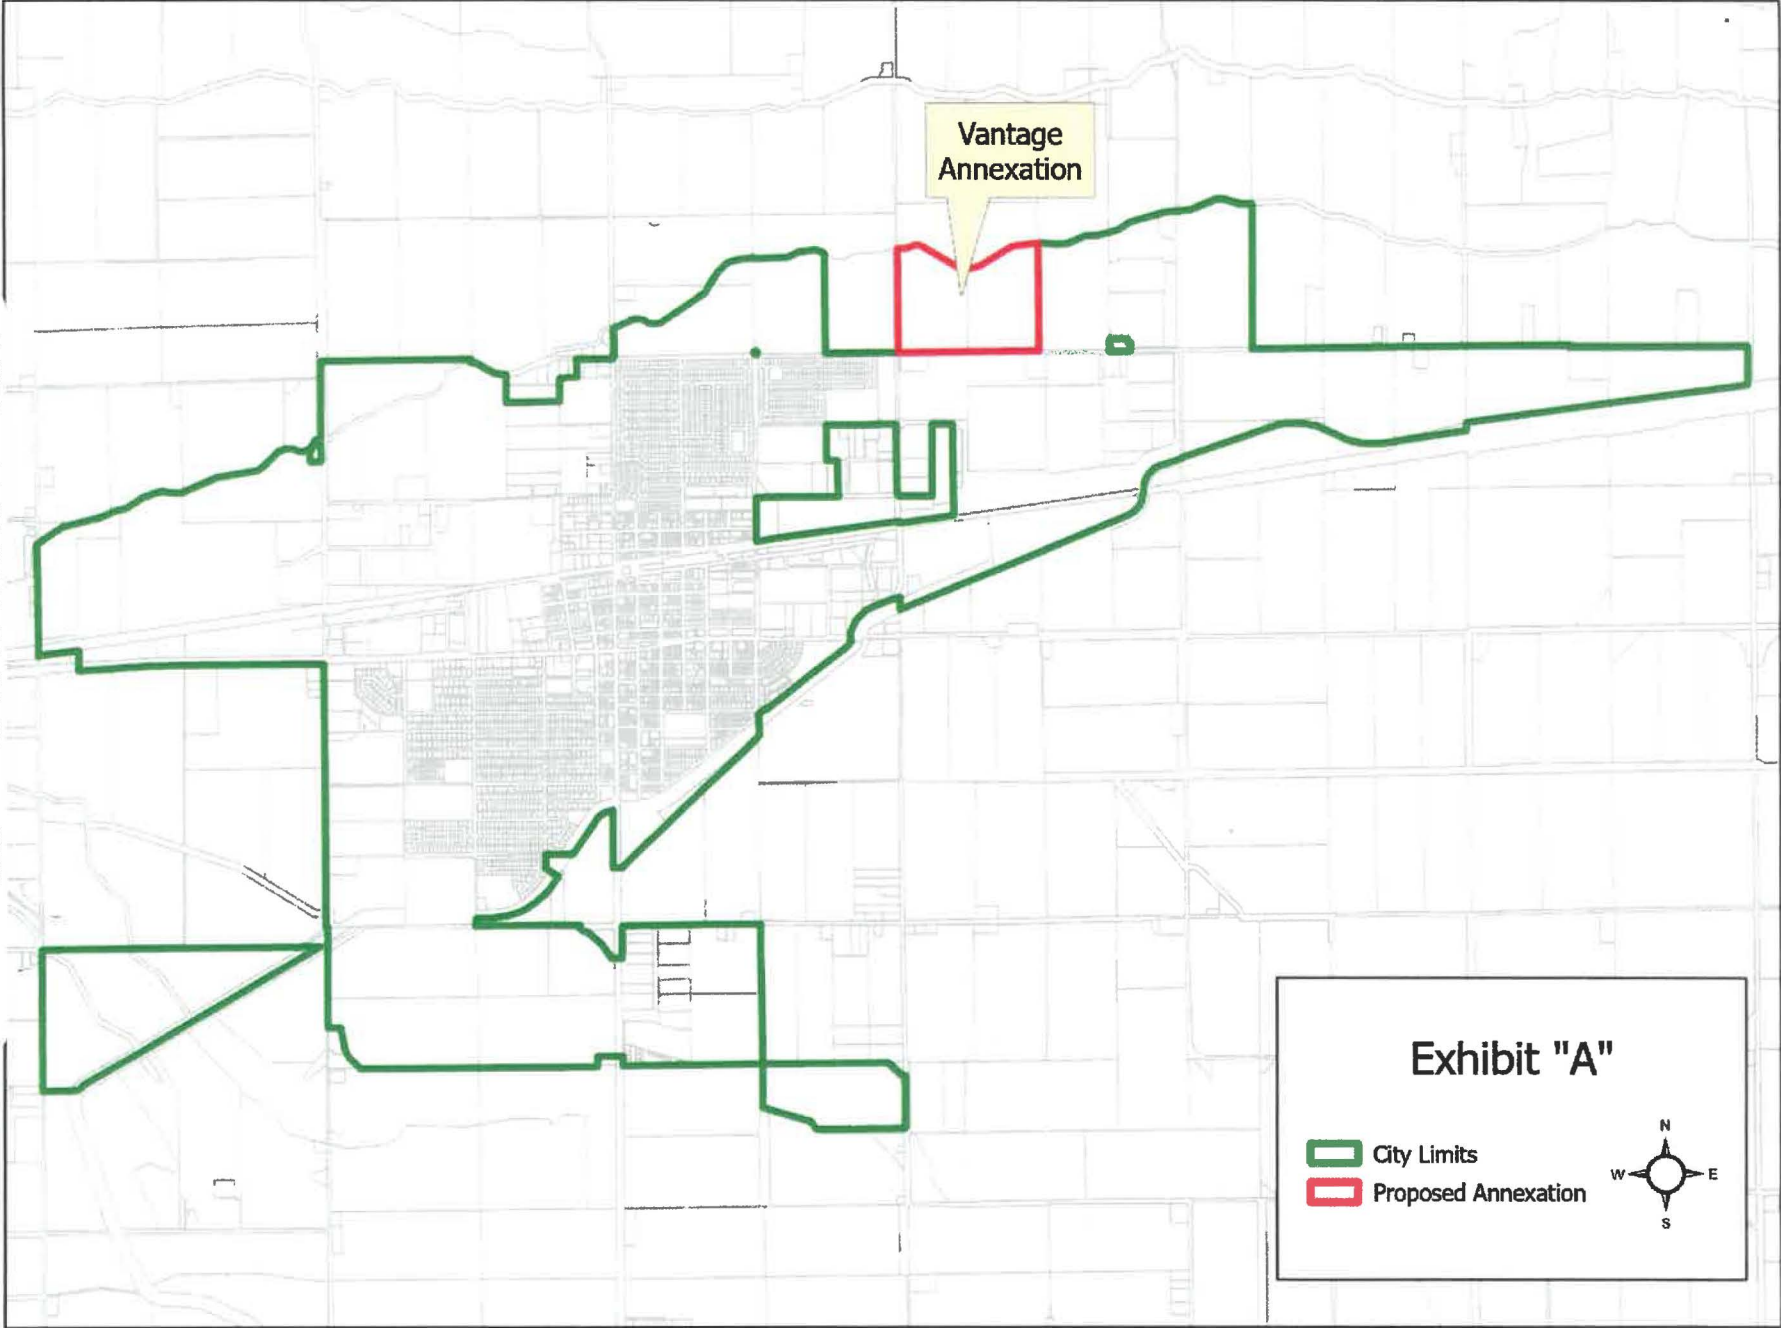 Vantage
Annexation
Exhibit "A"
City Limits
Proposed Annexation
N
W
E
S